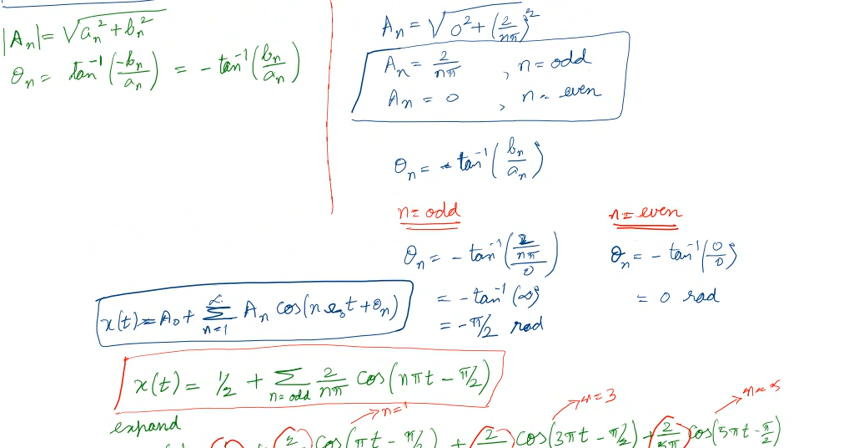 |Aₙ| = √(aₙ² + bₙ²)
θₙ = tan⁻¹(-bₙ/aₙ) = - tan⁻¹(bₙ/aₙ)
Aₙ = √(0² + (2/nπ)²)
Aₙ = 2/nπ , n = odd
Aₙ = 0 , n = even
θₙ = - tan⁻¹(bₙ/aₙ)
n = odd
θₙ = - tan⁻¹((2/nπ)/0)
= - tan⁻¹(∞)
= - π/2 rad
n = even
θₙ = - tan⁻¹(0/0)
= 0 rad
x(t) = A₀ + ∑ₙ₌₁^∞ Aₙ cos(nω₀t + θₙ)
x(t) = 1/2 + ∑ₙ₌ₒdd 2/nπ cos(nπt - π/2)
expand
n=1
n=3
n=5
cos(πt - π/2) + 2 cos(3πt - π/2) + 2/5π cos(5πt - π/2)